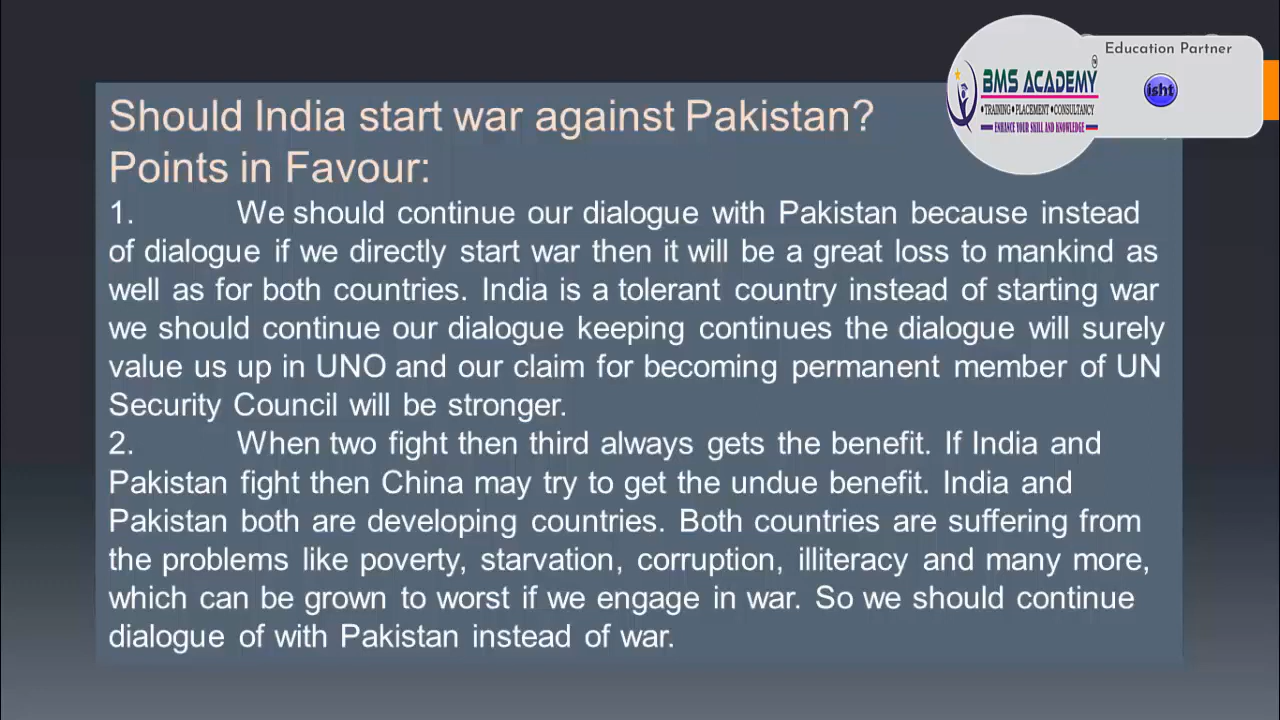 Education Partner
BMS ACADEMY
isht
•TRAINING•PLACEMENT•CONSULTANCY
ENHANCE YOUR SKILL AND KNOWLEDGE
Should India start war against Pakistan?
Points in Favour:
1. We should continue our dialogue with Pakistan because instead
of dialogue if we directly start war then it will be a great loss to mankind as
well as for both countries. India is a tolerant country instead of starting war
we should continue our dialogue keeping continues the dialogue will surely
value us up in UNO and our claim for becoming permanent member of UN
Security Council will be stronger.
2. When two fight then third always gets the benefit. If India and
Pakistan fight then China may try to get the undue benefit. India and
Pakistan both are developing countries. Both countries are suffering from
the problems like poverty, starvation, corruption, illiteracy and many more,
which can be grown to worst if we engage in war. So we should continue
dialogue of with Pakistan instead of war.